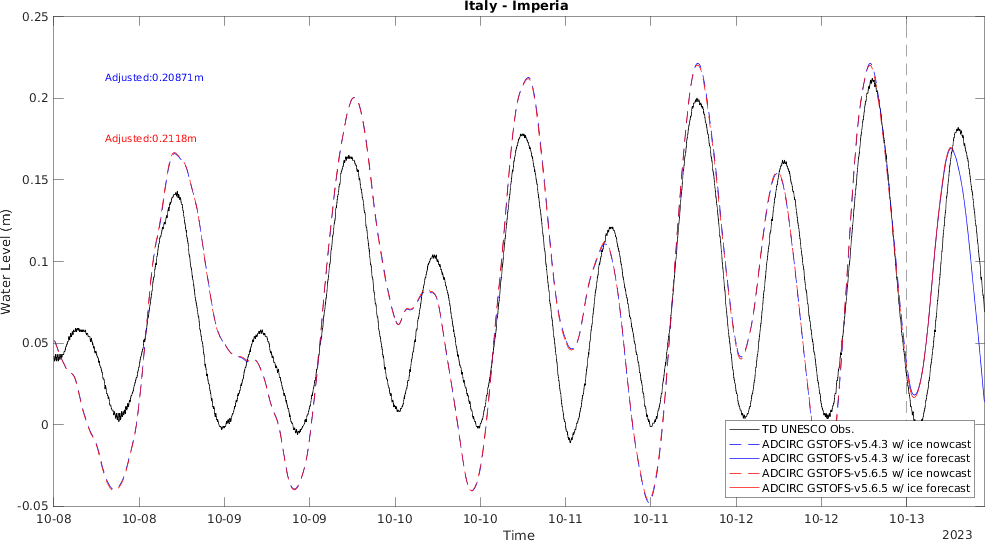 Italy - Imperia
0.25
0.2
0.15
0.1
0.05
0
-0.05
Water Level (m)
Adjusted:0.20871m
Adjusted:0.2118m
TD UNESCO Obs.
ADCIRC GSTOFS-v5.4.3 w/ ice nowcast
ADCIRC GSTOFS-v5.4.3 w/ ice forecast
ADCIRC GSTOFS-v5.6.5 w/ ice nowcast
ADCIRC GSTOFS-v5.6.5 w/ ice forecast
10-08 10-08 10-09 10-09 10-10 10-10 10-11 10-11 10-12 10-12 10-13
Time
2023